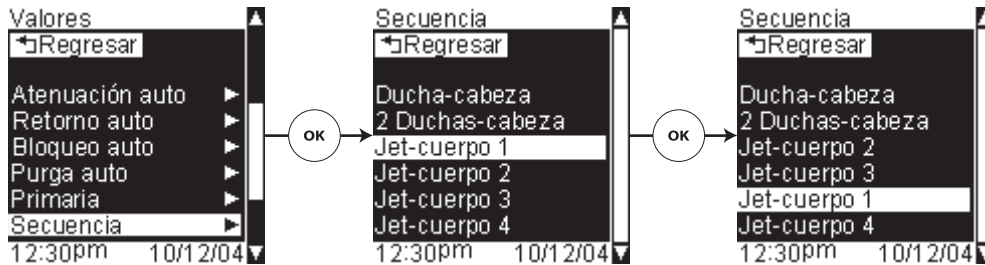 Valores
Regresar
Atenuación auto
Retorno auto
Bloqueo auto
Purga auto
Primaria
Secuencia
12:30pm 10/12/04
OK
Secuencia
Regresar
Ducha-cabeza
2 Duchas-cabeza
Jet-cuerpo 1
Jet-cuerpo 2
Jet-cuerpo 3
Jet-cuerpo 4
12:30pm 10/12/04
OK
Secuencia
Regresar
Ducha-cabeza
2 Duchas-cabeza
Jet-cuerpo 2
Jet-cuerpo 3
Jet-cuerpo 1
Jet-cuerpo 4
12:30pm 10/12/04